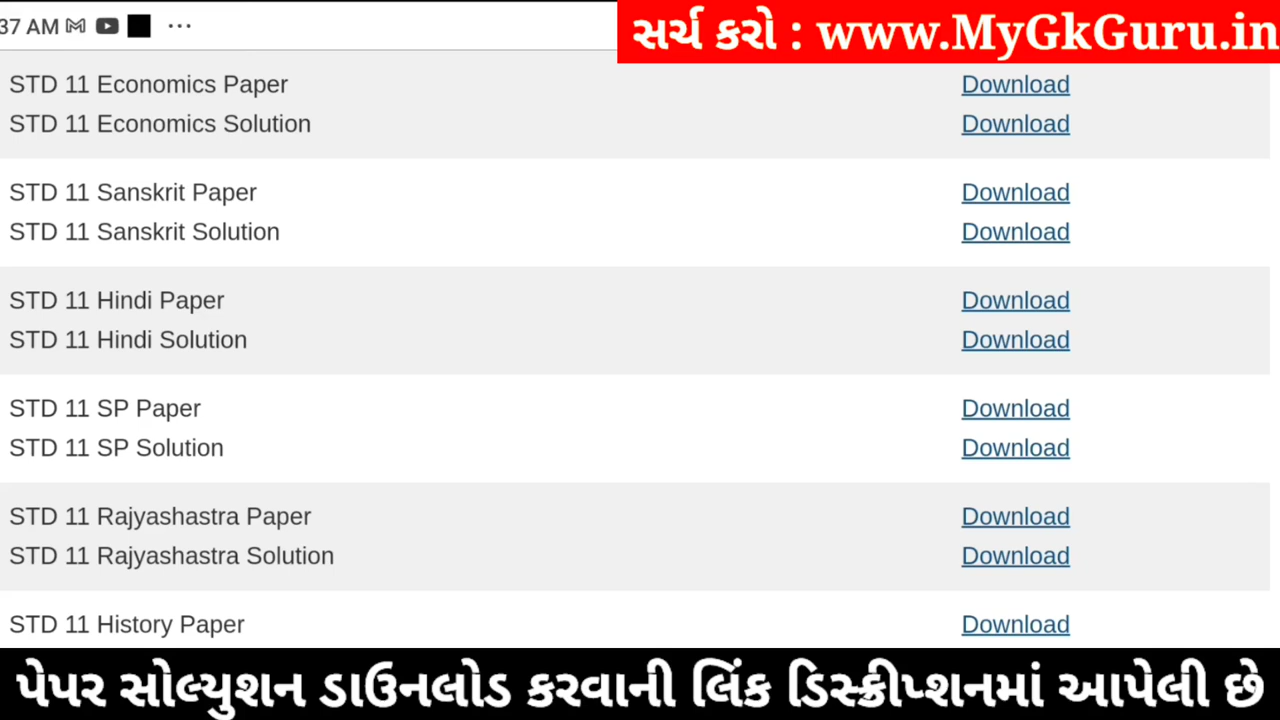 37 AM
સર્ચ કરો : www.MyGkGuru.in
STD 11 Economics Paper Download
STD 11 Economics Solution Download
STD 11 Sanskrit Paper Download
STD 11 Sanskrit Solution Download
STD 11 Hindi Paper Download
STD 11 Hindi Solution Download
STD 11 SP Paper Download
STD 11 SP Solution Download
STD 11 Rajyashastra Paper Download
STD 11 Rajyashastra Solution Download
STD 11 History Paper Download
પેપર સોલ્યુશન ડાઉનલોડ કરવાની લિંક ડિસ્ક્રીપ્શનમાં આપેલી છે